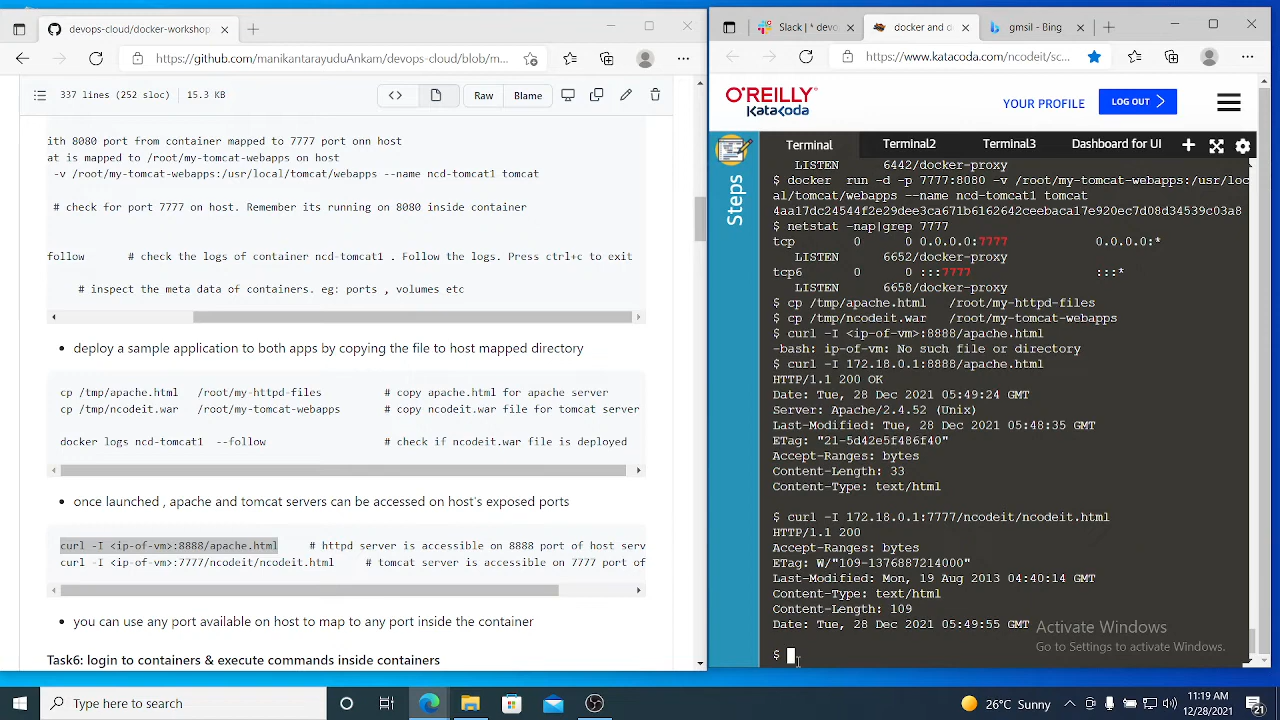 devops-cloud/docker-workshop
https://github.com/manikantarayuduAnkam/devops-cloud/blob/m...
337 lines (252 sloc)
15.3 KB
Raw
Blame
ath 8080 port from container mapped to 7777 port onn host
at is mapped to /root/my-tomcat-webapps on host
-v /root/my-tomcat-webapps:/usr/local/tomcat/webapps --name ncd-tomcat1 tomcat
# check for port 7777 on host. Remember its running on 8080 inside container
follow # check the logs of container ncd-tomcat1 . Follow the logs. Press ctrl+c to exit
# inspect the meta data of containers. eg: ports , volumes etc
• deploy a sample application to both apps by copying the file to host mapped directory
cp /tmp/apache.html /root/my-httpd-files # copy apache.html for apache server
cp /tmp/ncodeit.war /root/my-tomcat-webapps # copy ncodeit.war file for tomcat server
docker logs ncd-tomcat1 --follow # check if ncodeit.war file is deployed
• once launched , apache and tomcat servers can be accessed on host's exposed ports
curl -I <ip-of-vm>:8888/apache.html # httpd server is accessible on 8888 port of host serv
curl -I <ip-of-vm>:7777/ncodeit/ncodeit.html # tomcat server is accessible on 7777 port of
• you can use any port available on host to map to any port inside the container
Task6: login to containers & execute commands inside containers
Slack | * devo
docker and d
gmsil - Bing
https://www.katacoda.com/ncodeit/sc...
O'REILLY
Katakoda
YOUR PROFILE
LOG OUT
Steps
Terminal
Terminal2
Terminal3
Dashboard for UI
LISTEN 6442/docker-proxy
$ docker run -d -p 7777:8080 -v /root/my-tomcat-webapps:/usr/loc
al/tomcat/webapps --name ncd-tomcat1 tomcat
4aa17dc24544f2e29dee3ca671b6162642ceebaca17e920ec7d08d34539c03a8
$ netstat -nap|grep 7777
tcp 0 0 0.0.0.0:7777 0.0.0.0:*
LISTEN 6652/docker-proxy
tcp6 0 0 :::7777 :::*
LISTEN 6658/docker-proxy
$ cp /tmp/apache.html /root/my-httpd-files
$ cp /tmp/ncodeit.war /root/my-tomcat-webapps
$ curl -I <ip-of-vm>:8888/apache.html
-bash: ip-of-vm: No such file or directory
$ curl -I 172.18.0.1:8888/apache.html
HTTP/1.1 200 OK
Date: Tue, 28 Dec 2021 05:49:24 GMT
Server: Apache/2.4.52 (Unix)
Last-Modified: Tue, 28 Dec 2021 05:48:35 GMT
ETag: "21-5d42e5f486f40"
Accept-Ranges: bytes
Content-Length: 33
Content-Type: text/html
$ curl -I 172.18.0.1:7777/ncodeit/ncodeit.html
HTTP/1.1 200
Accept-Ranges: bytes
ETag: W/"109-1376887214000"
Last-Modified: Mon, 19 Aug 2013 04:40:14 GMT
Content-Type: text/html
Content-Length: 109
Date: Tue, 28 Dec 2021 05:49:55 GMT
$
Activate Windows
Go to Settings to activate Windows.
Type here to search
26°C Sunny
11:19 AM
12/28/2021
21